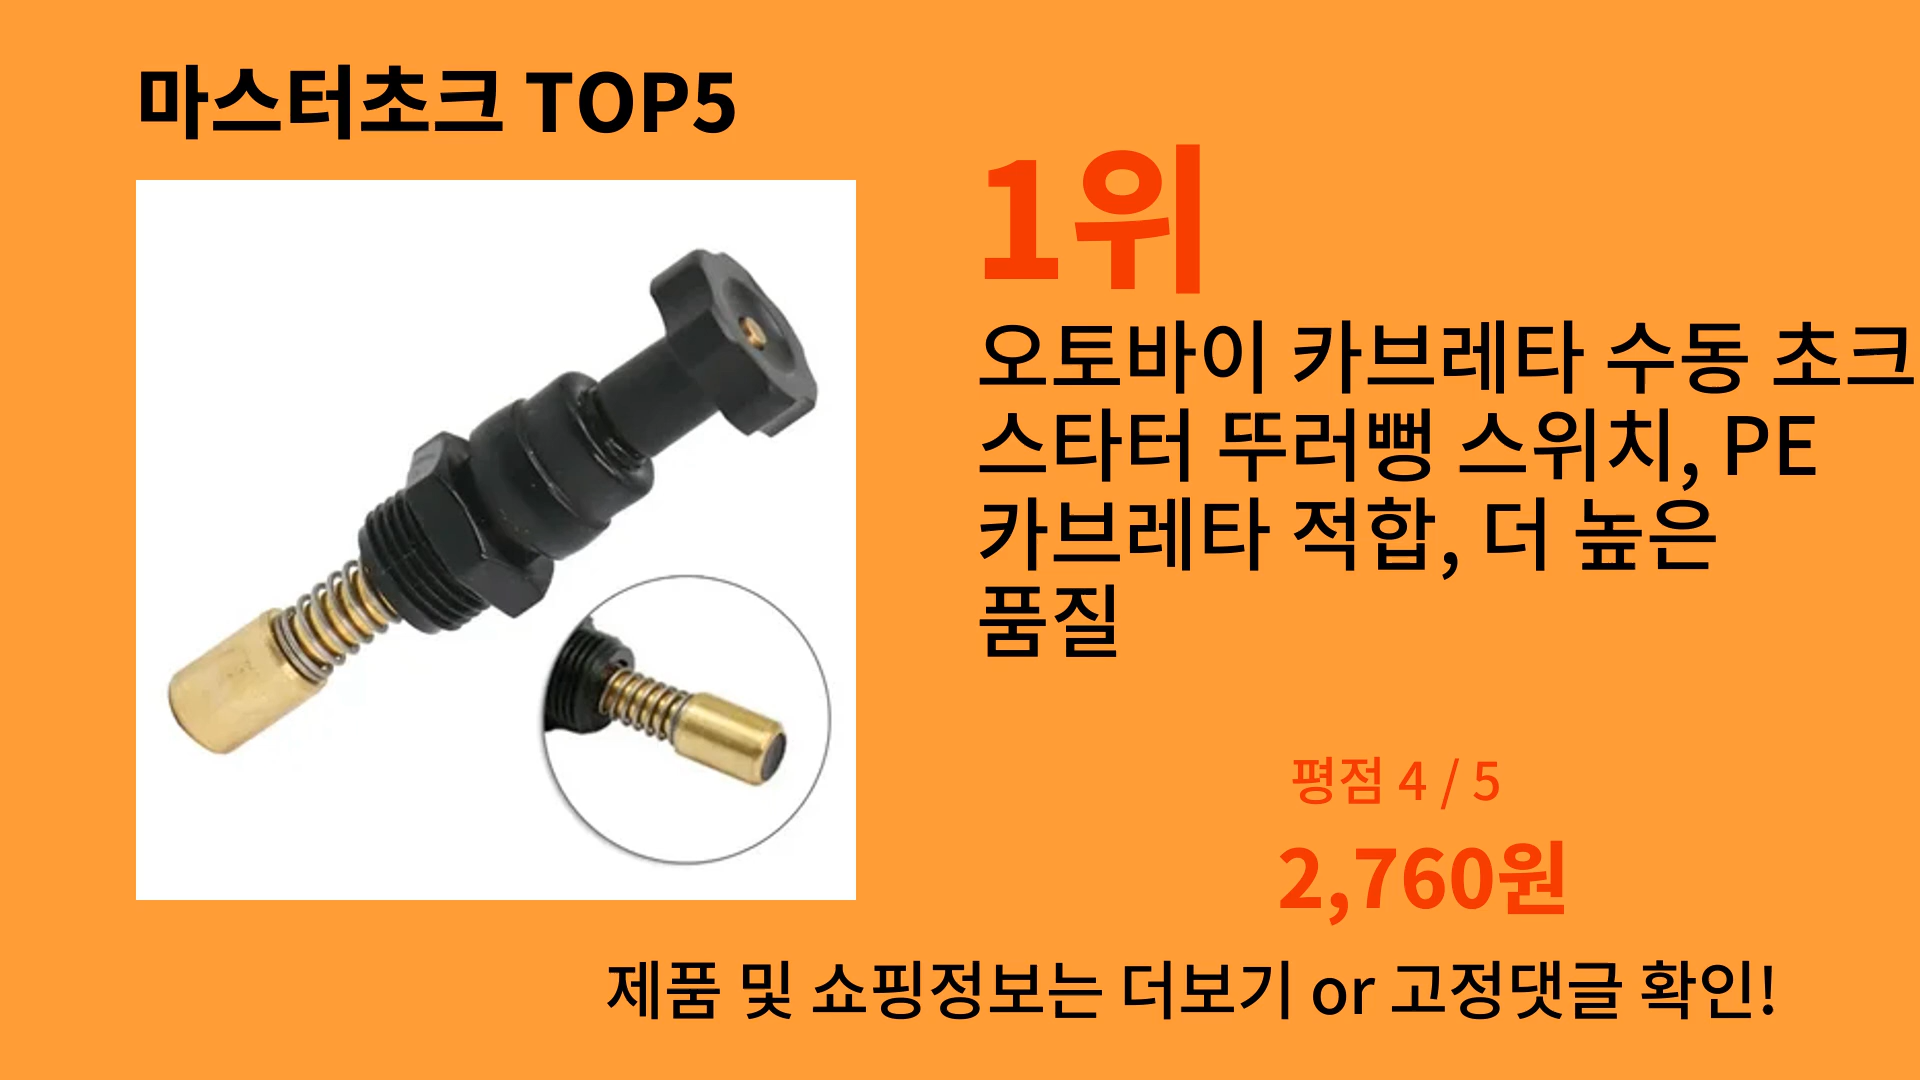 마스터초크 TOP5
1위
오토바이 카브레타 수동 초크
스타터 뚜러뻥 스위치, PE
카브레타 적합, 더 높은
품질
평점 4 / 5
2,760원
제품 및 쇼핑정보는 더보기 or 고정댓글 확인!